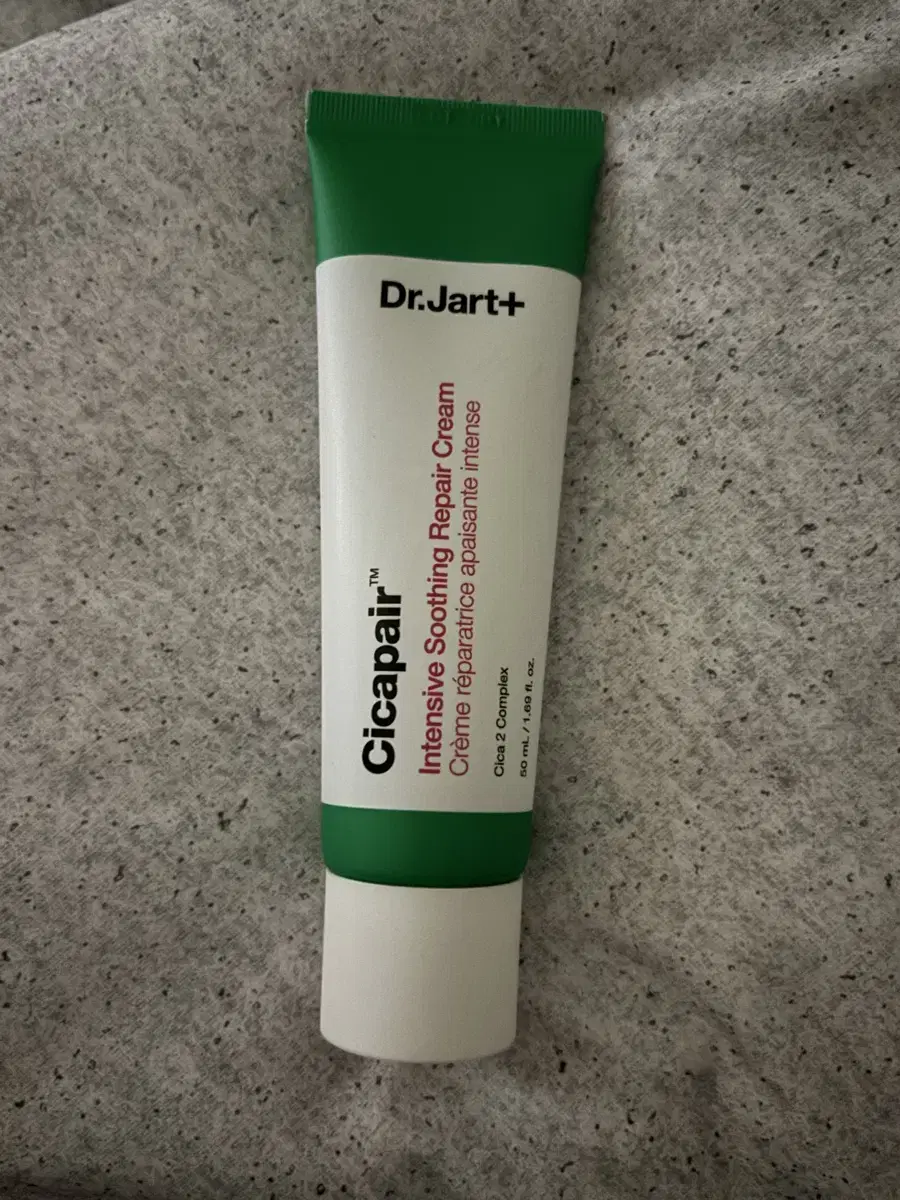 Dr.Jart+
Cicapair™
Intensive Soothing Repair Cream
Crème réparatrice apaisante intense
Cica 2 Complex
50 mL / 1.69 fl. oz.